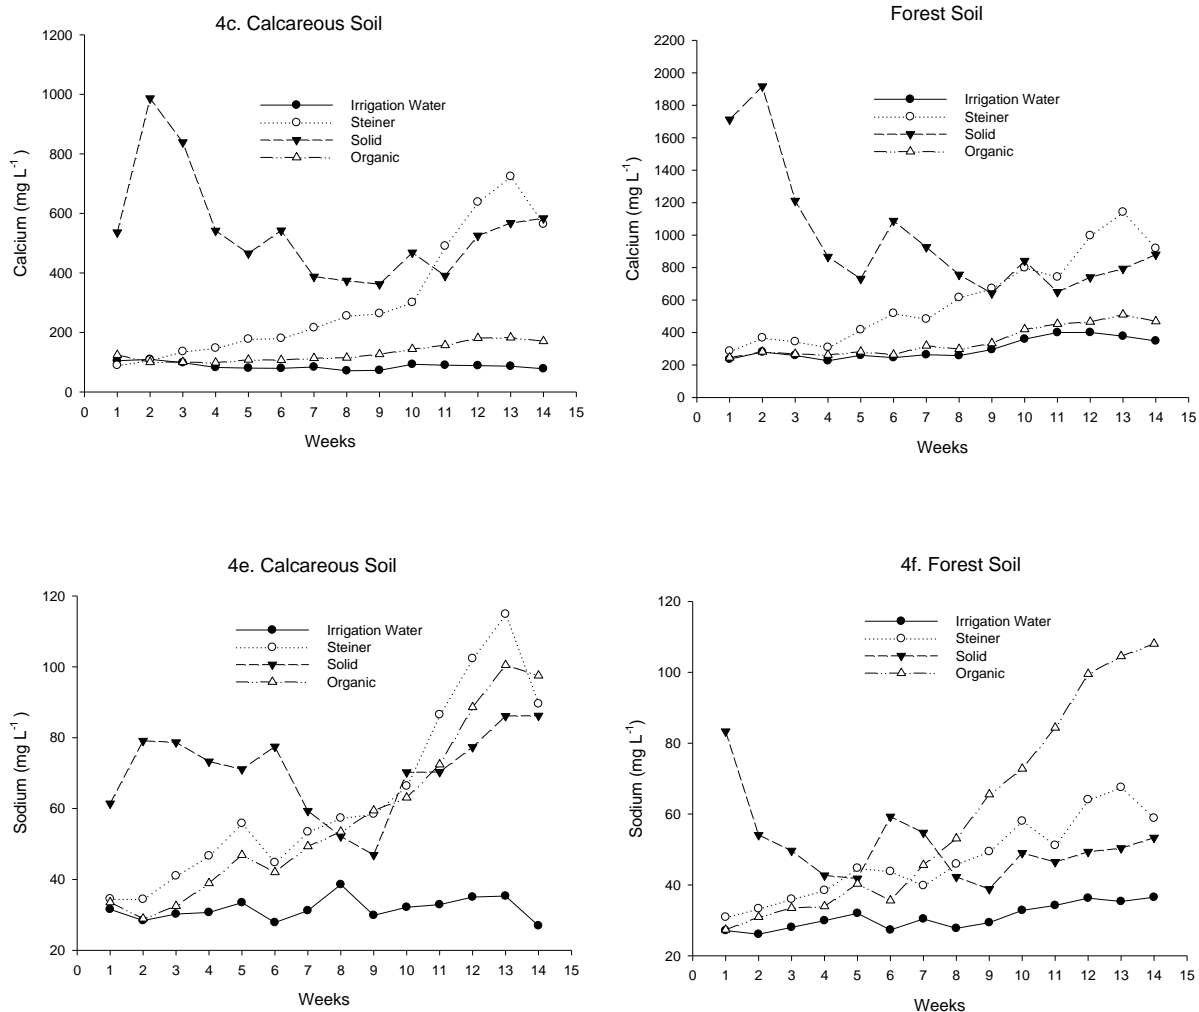 4c. Calcareous Soil
1200
1000
800
600
400
200
0
Calcium (mg L-1)
Irrigation Water
Steiner
Solid
Organic
0 1 2 3 4 5 6 7 8 9 10 11 12 13 14 15
Weeks
Forest Soil
2200
2000
1800
1600
1400
1200
1000
800
600
400
200
0
Calcium (mg L-1)
Irrigation Water
Steiner
Solid
Organic
0 1 2 3 4 5 6 7 8 9 10 11 12 13 14 15
Weeks
4e. Calcareous Soil
120
100
80
60
40
20
Sodium (mg L-1 )
Irrigation Water
Steiner
Solid
Organic
0 1 2 3 4 5 6 7 8 9 10 11 12 13 14 15
Weeks
4f. Forest Soil
120
100
80
60
40
20
Sodium (mg L-1 )
Irrigation Water
Steiner
Solid
Organic
0 1 2 3 4 5 6 7 8 9 10 11 12 13 14 15
Weeks